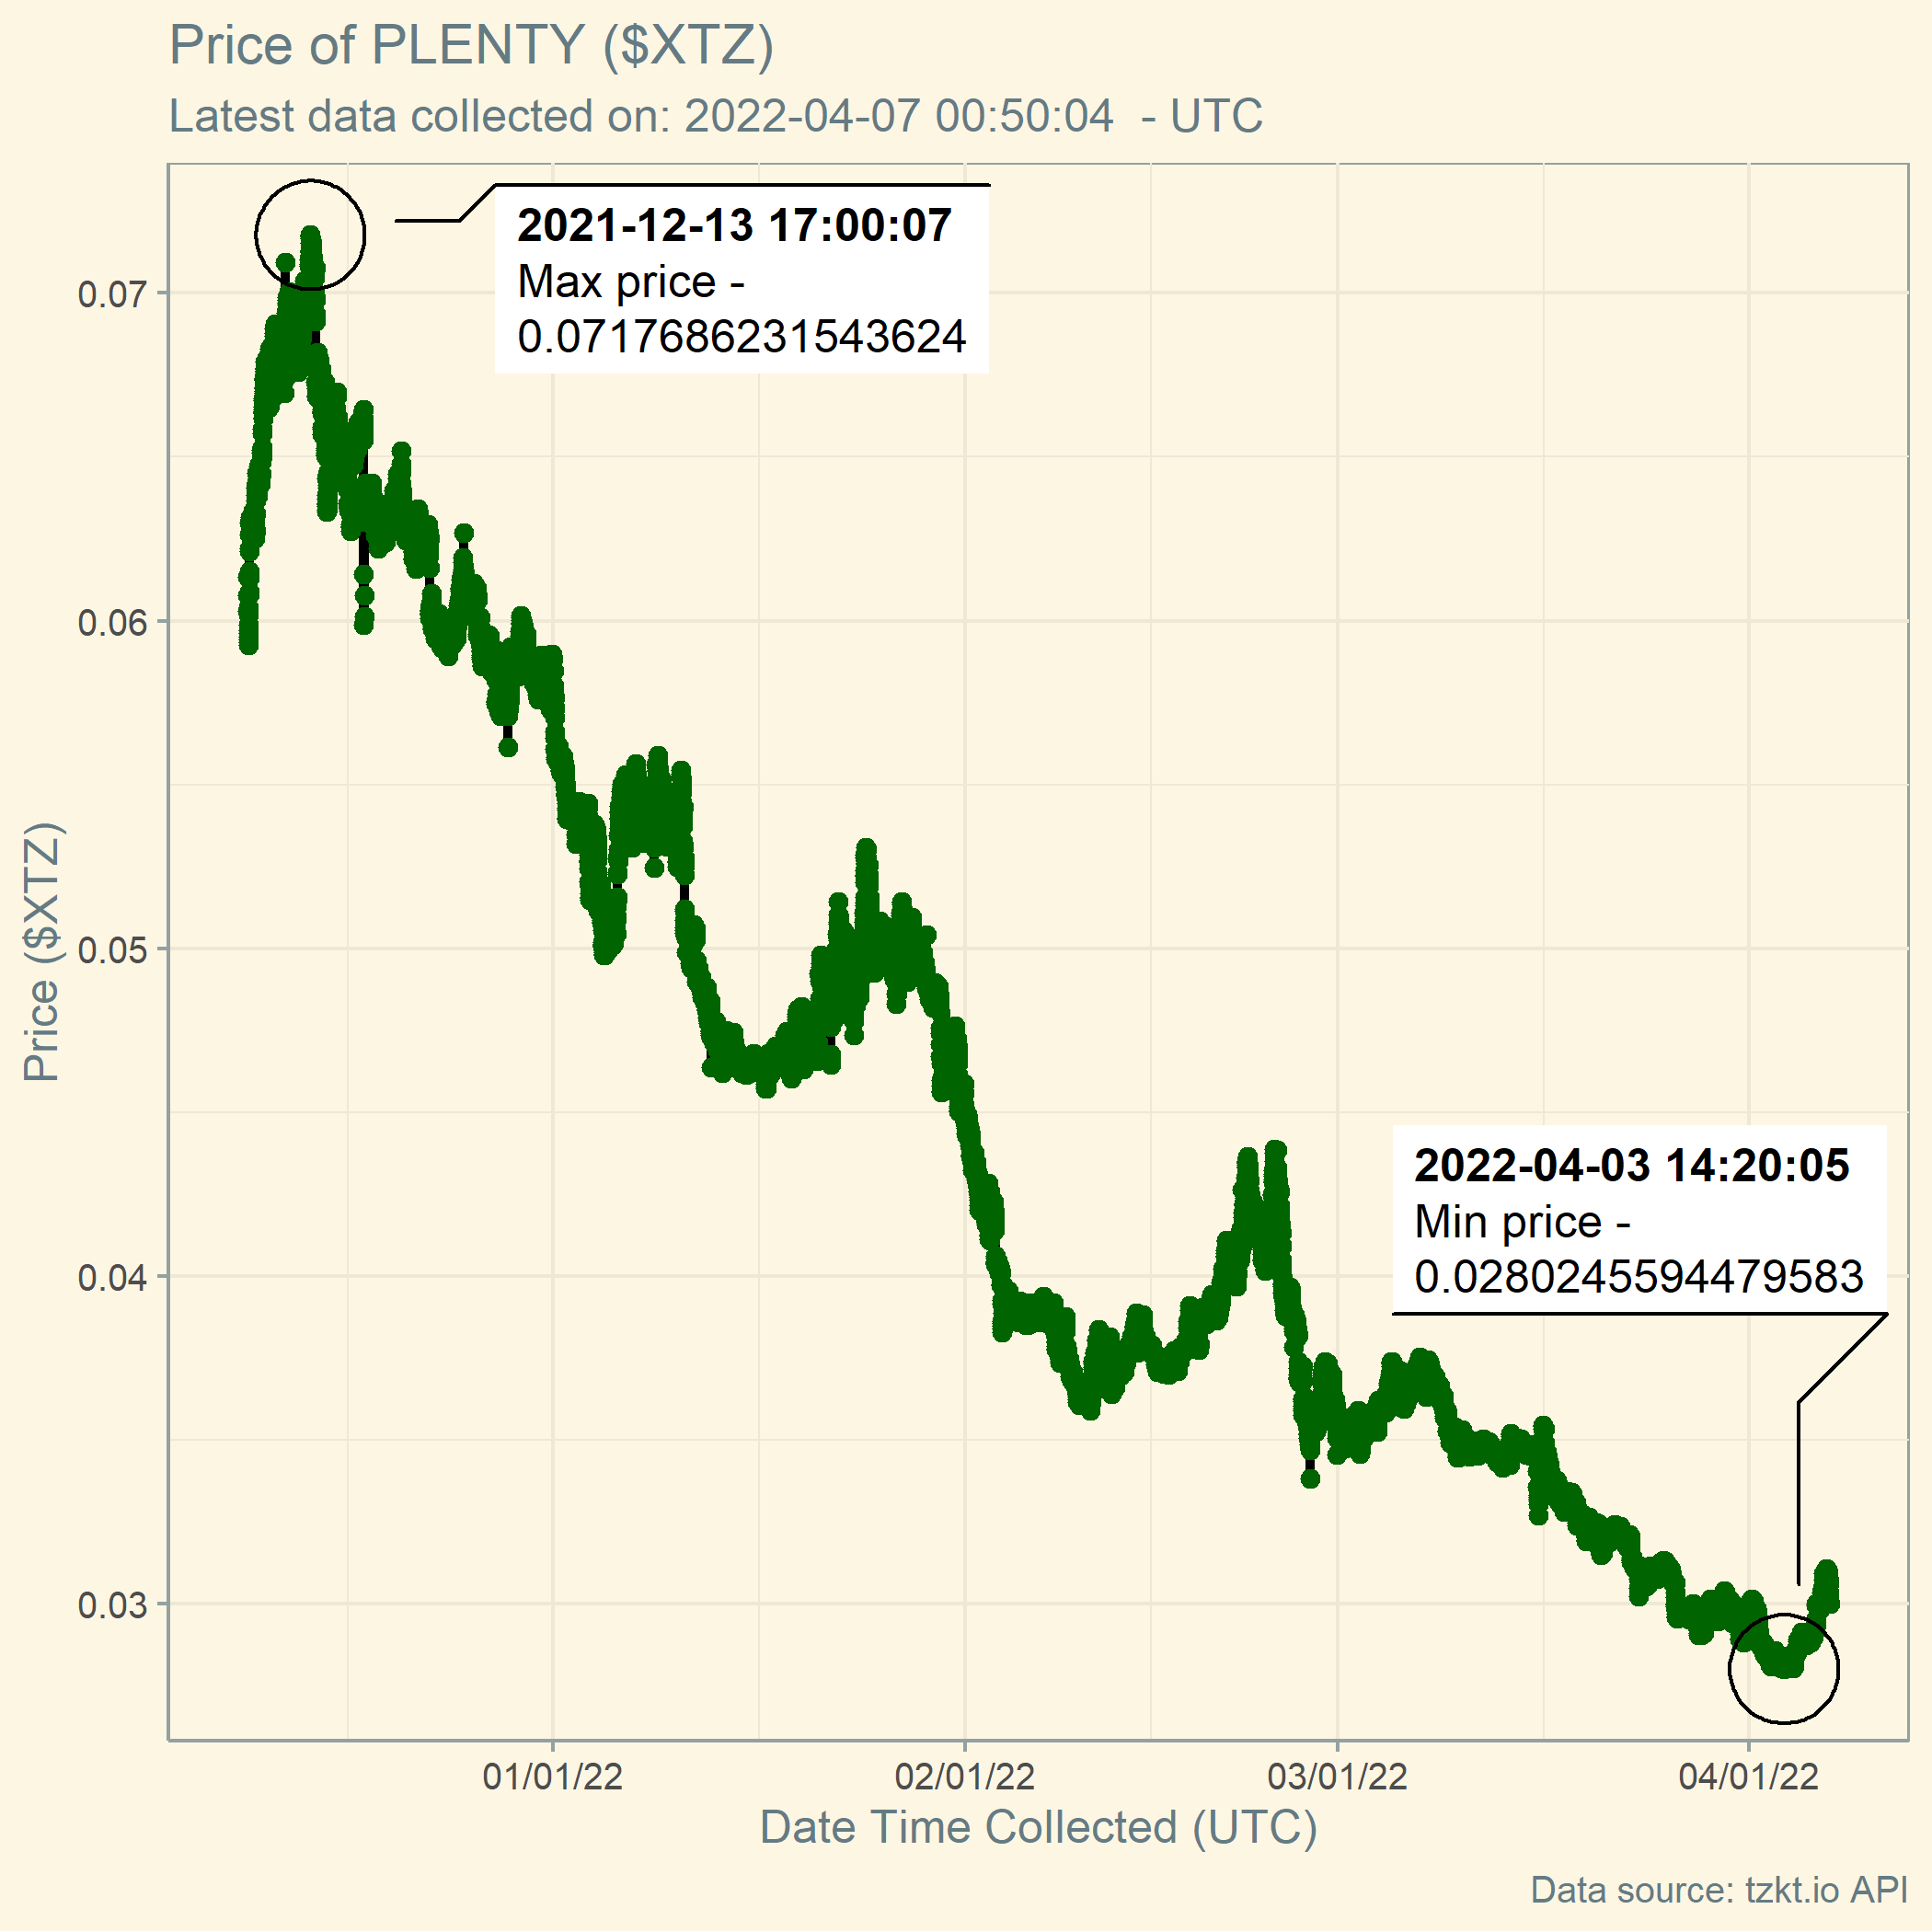 Price of PLENTY ($XTZ)
Latest data collected on: 2022-04-07 00:50:04  - UTC
2021-12-13 17:00:07
Max price -
0.0717686231543624
0.07
0.06
0.05
0.04
0.03
Price ($XTZ)
2022-04-03 14:20:05
Min price -
0.0280245594479583
01/01/22
02/01/22
03/01/22
04/01/22
Date Time Collected (UTC)
Data source: tzkt.io API